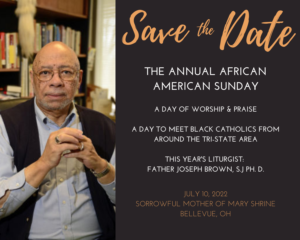 Save the Date
THE ANNUAL AFRICAN
AMERICAN SUNDAY
A DAY OF WORSHIP & PRAISE
A DAY TO MEET BLACK CATHOLICS FROM
AROUND THE TRI-STATE AREA
THIS YEAR'S LITURGIST:
FATHER JOSEPH BROWN, SJ PH. D.
JULY 10, 2022
SORROWFUL MOTHER OF MARY SHRINE
BELLEVUE, OH